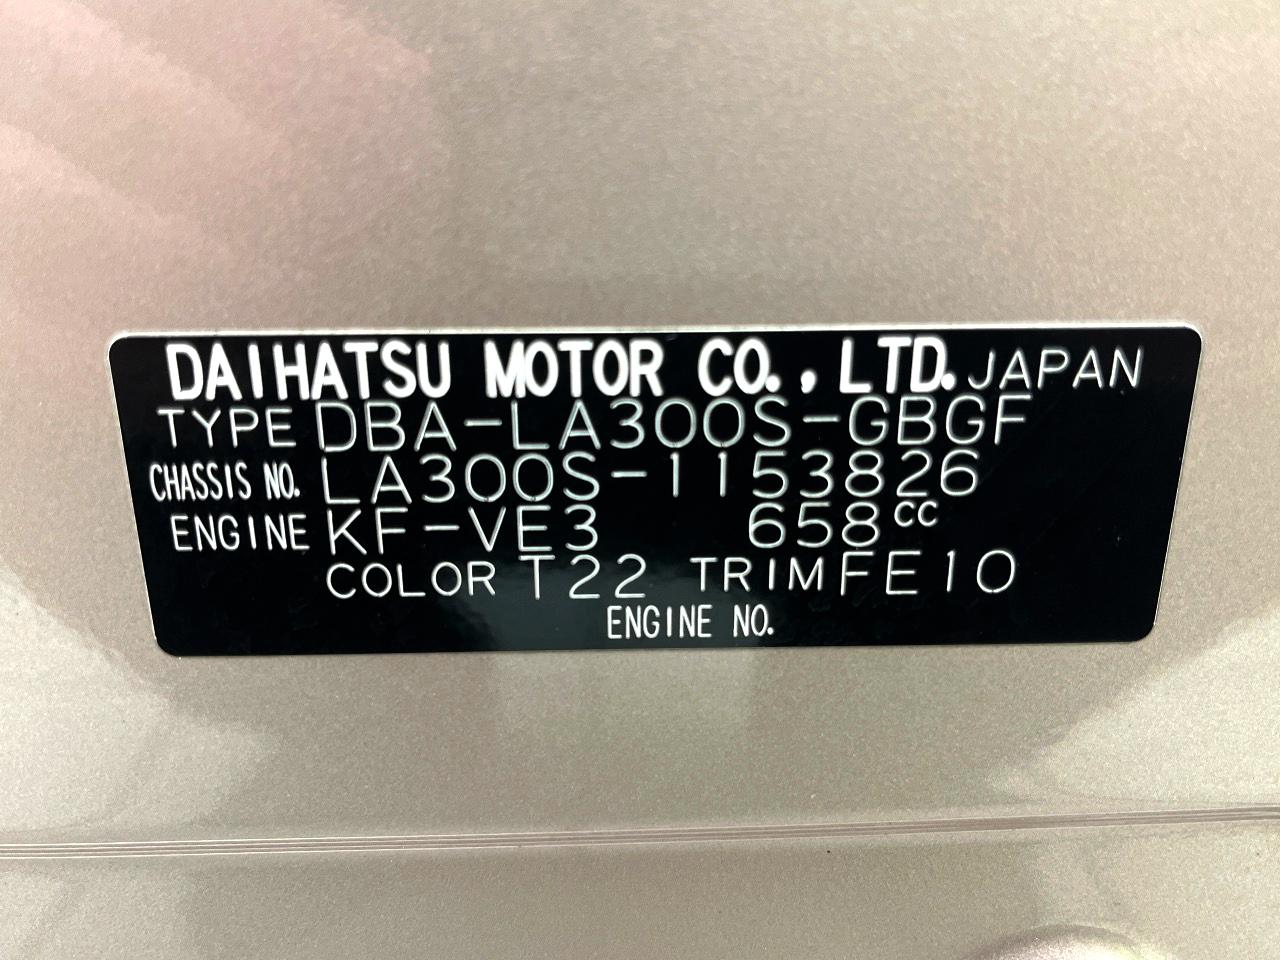 DAIHATSU MOTOR CO., LTD. JAPAN
TYPE DBA-LA300S-GBGF
CHASSIS NO. LA300S-1153826
ENGINE KF-VE3 658cc
COLOR T22 TRIM FE10
ENGINE NO.